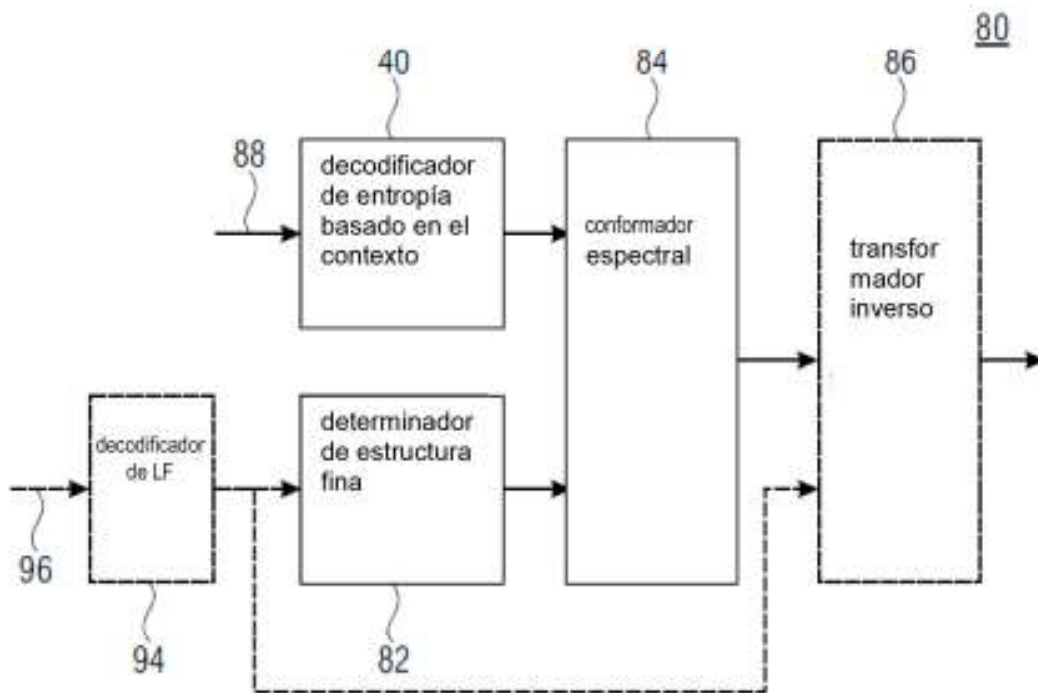 80
40
84
86
88
decodificador
de entropía
basado en el
contexto
conformador
espectral
transfor
mador
inverso
decodificador
de LF
determinador
de estructura
fina
96
94
82